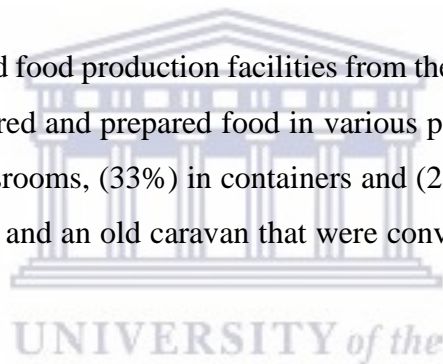 d food production facilities from the
red and prepared food in various p
srooms, (33%) in containers and (2
and an old caravan that were conv
UNIVERSITY of the